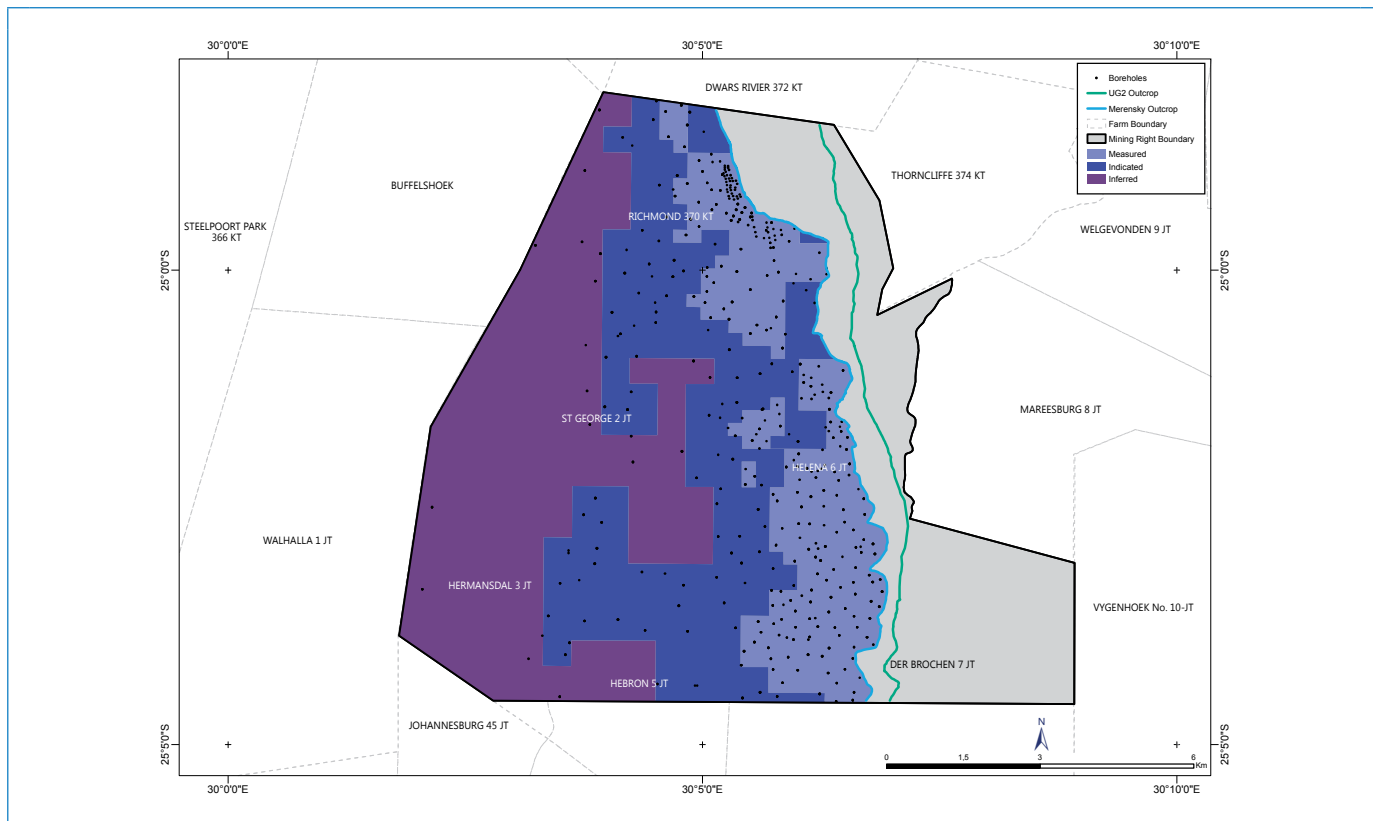 30°0'0"E
30°5'0"E
30°10'0"E
DWARS RIVIER 372 KT
Boreholes
UG2 Outcrop
Merensky Outcrop
Farm Boundary
Mining Right Boundary
Measured
Indicated
Inferred
BUFFELSHOEK
THORNCLIFFE 374 KT
STEELPOORT PARK
366 KT
RICHMOND 370 KT
WELGEVONDEN 9 JT
25°0'0"S
25°0'0"S
ST GEORGE 2 JT
MAREESBURG 8 JT
HELENA 6 JT
WALHALLA 1 JT
HERMANSDAL 3 JT
VYGENHOEK No. 10-JT
DER BROCHEN 7 JT
HEBRON 5 JT
JOHANNESBURG 45 JT
N
25°5'0"S
25°5'0"S
0
1,5
3
6
Km
30°0'0"E
30°5'0"E
30°10'0"E